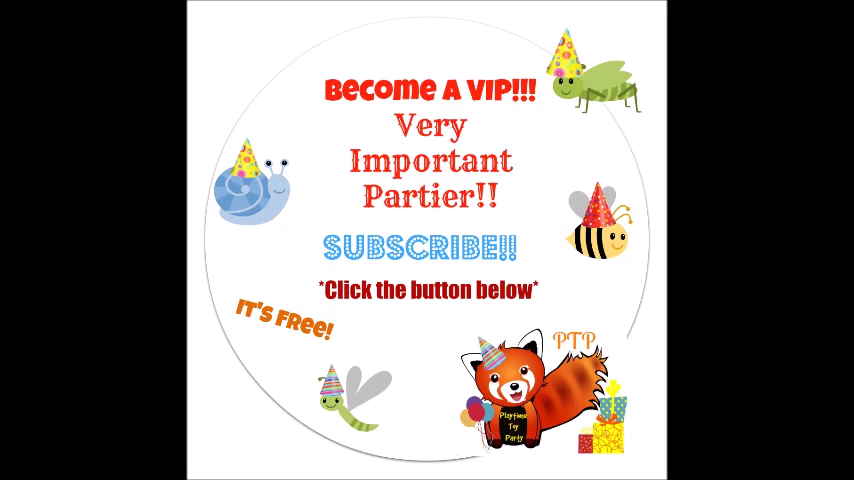 Become a VIP!!!
Very
Important
Partier!!
SUBSCRIBE!!
*Click the button below*
IT'S FREE!
PTP
Playtime
Toy
Party